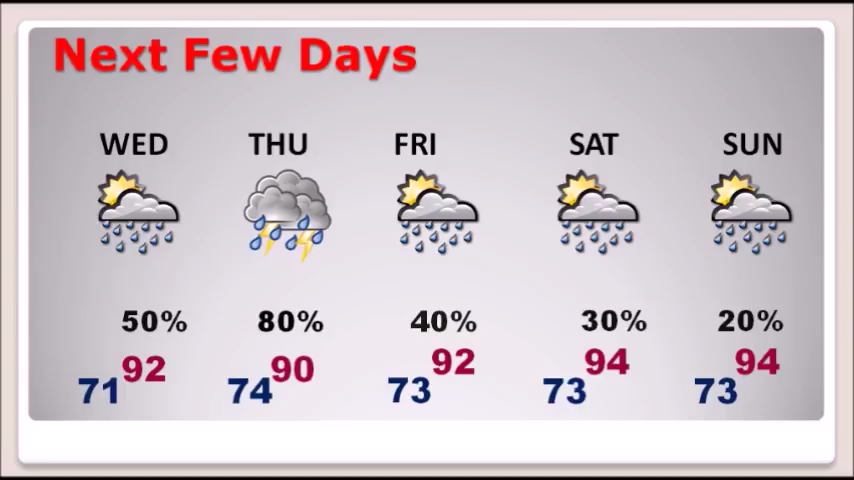 Next Few Days
WED THU FRI SAT SUN
50% 80% 40% 30% 20%
92 90 92 94 94
71 74 73 73 73